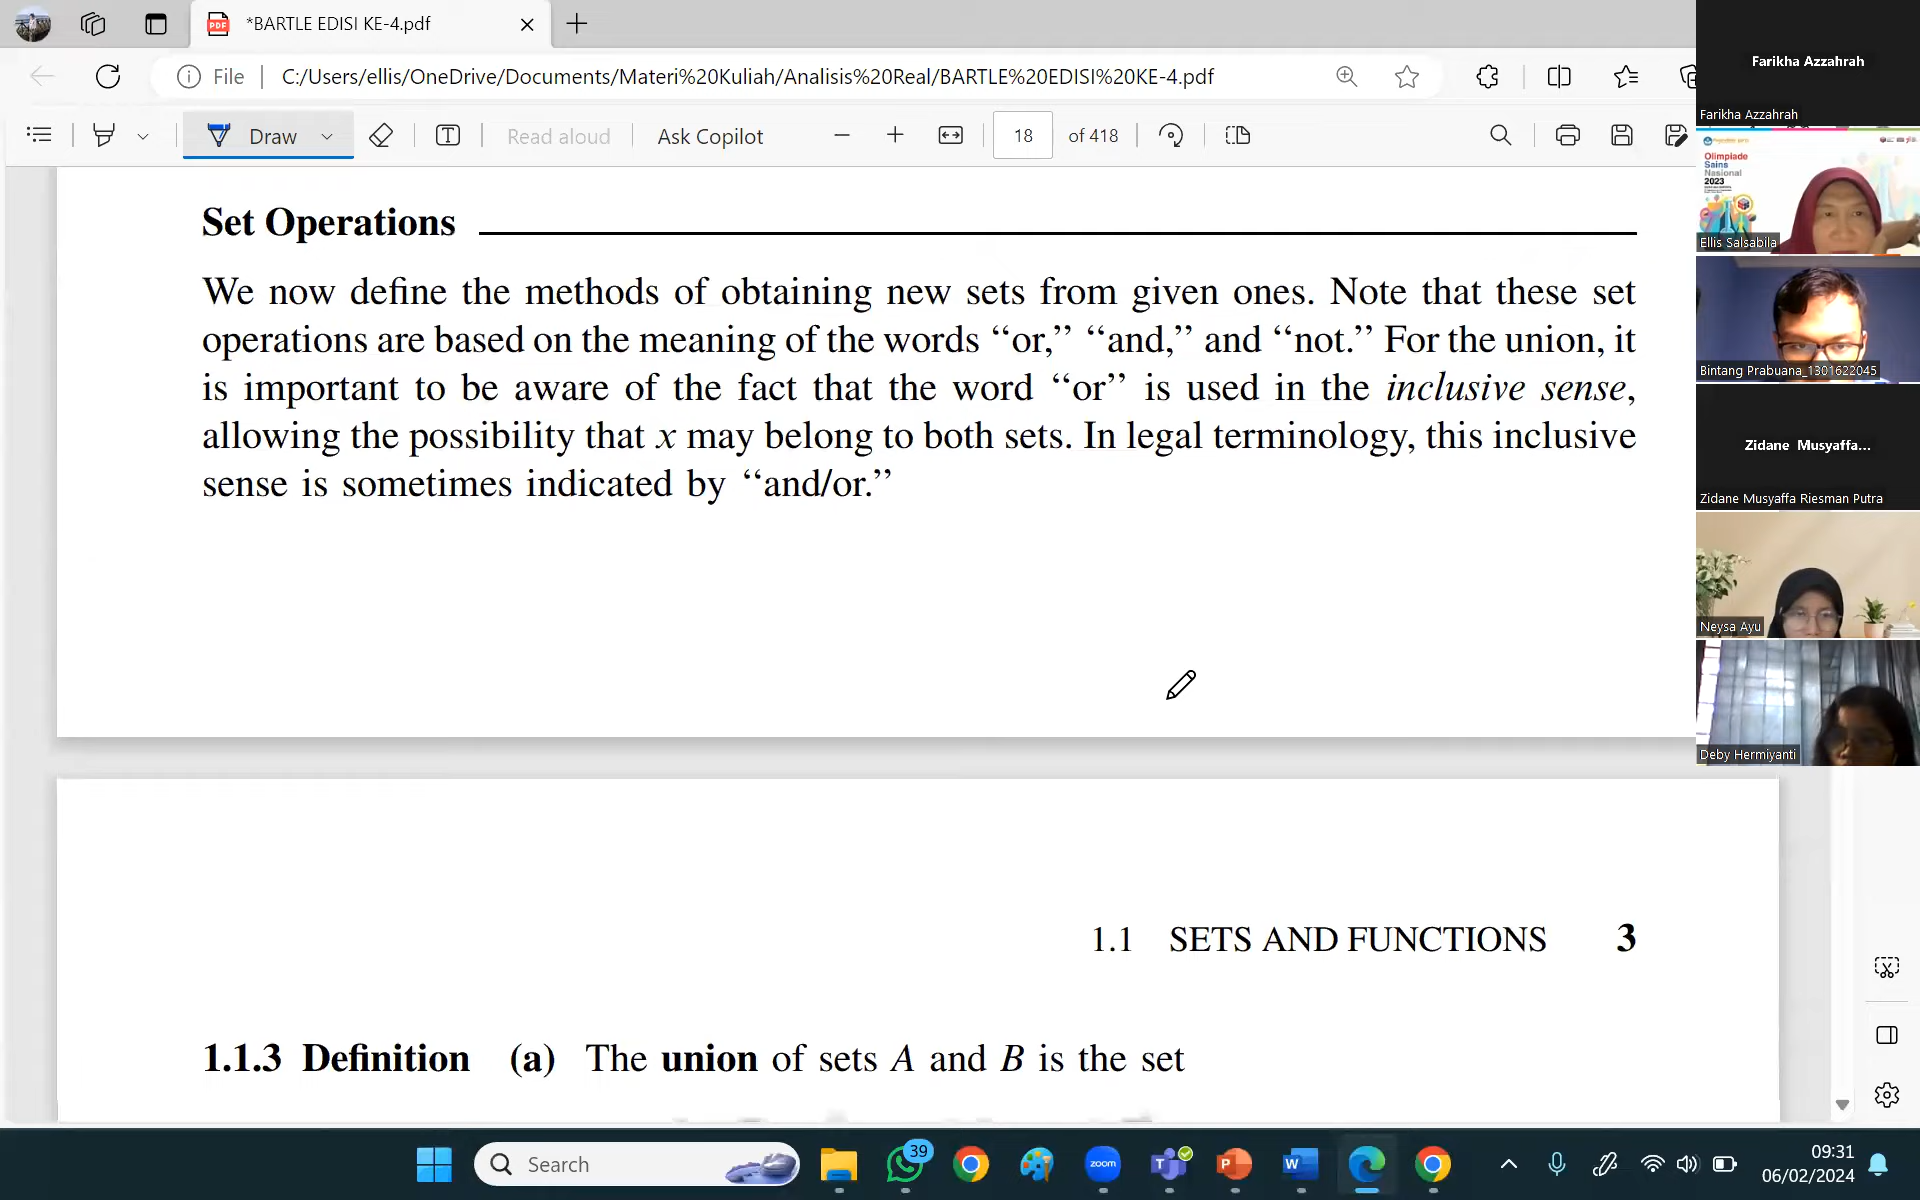 *BARTLE EDISI KE-4.pdf
File
C:/Users/ellis/OneDrive/Documents/Materi%20Kuliah/Analisis%20Real/BARTLE%20EDISI%20KE-4.pdf
Draw
Read aloud
Ask Copilot
18
of 418
Set Operations
We now define the methods of obtaining new sets from given ones. Note that these set
operations are based on the meaning of the words ‘‘or,’’ ‘‘and,’’ and ‘‘not.’’ For the union, it
is important to be aware of the fact that the word ‘‘or’’ is used in the inclusive sense,
allowing the possibility that x may belong to both sets. In legal terminology, this inclusive
sense is sometimes indicated by ‘‘and/or.’’
1.1 SETS AND FUNCTIONS 3
1.1.3 Definition (a) The union of sets A and B is the set
Farikha Azzahrah
Farikha Azzahrah
Olimpiade
Sains
Nasional
2023
Ellis Salsabila
Bintang Prabuana_1301622045
Zidane Musyaffa...
Zidane Musyaffa Riesman Putra
Neysa Ayu
Deby Hermiyanti
Search
39
zoom
09:31
06/02/2024